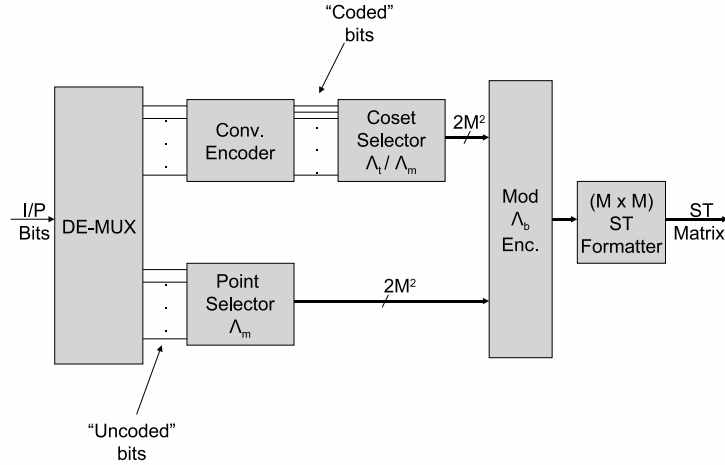 “Coded”
bits
Conv.
Encoder
Coset
Selector
Λt / Λm
2M²
I/P
Bits
DE-MUX
Mod
Λb
Enc.
(M x M)
ST
Formatter
ST
Matrix
Point
Selector
Λm
2M²
“Uncoded”
bits